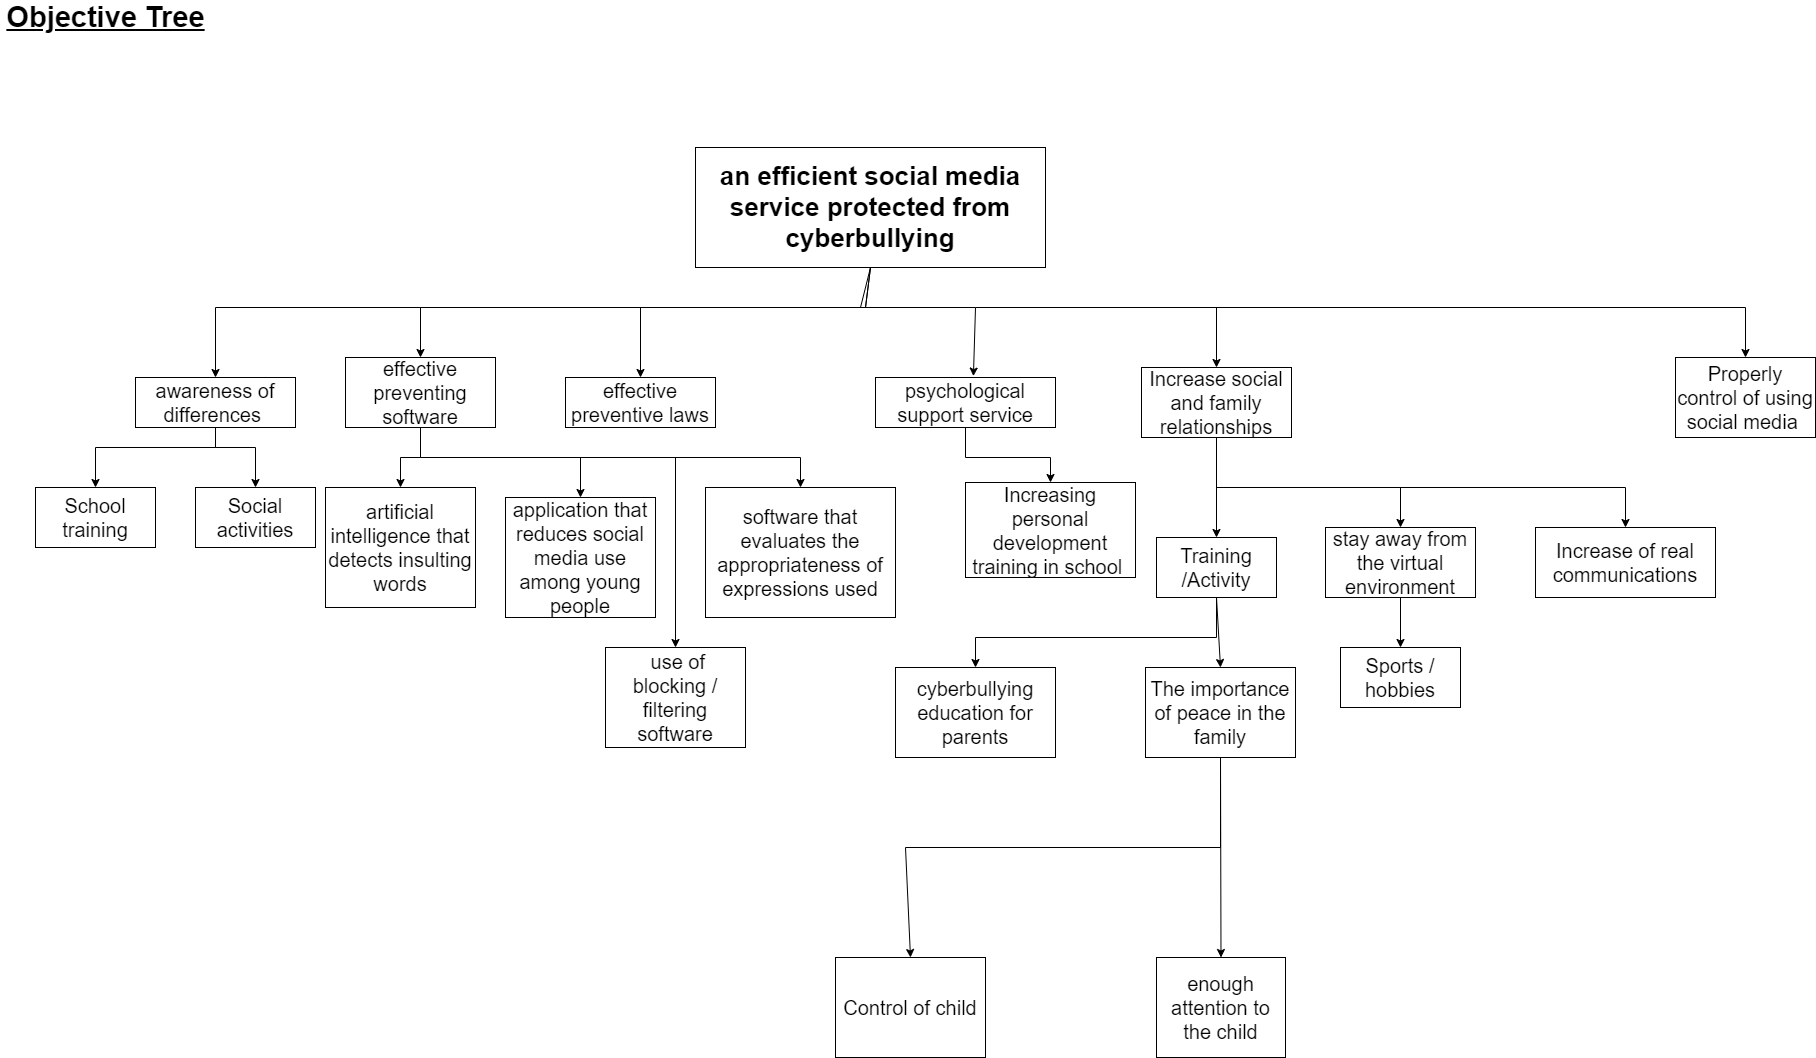 Objective Tree
an efficient social media
service protected from
cyberbullying
awareness of
differences
effective
preventing
software
effective
preventive laws
psychological
support service
Increase social
and family
relationships
Properly
control of using
social media
School
training
Social
activities
artificial
intelligence that
detects insulting
words
application that
reduces social
media use
among young
people
software that
evaluates the
appropriateness of
expressions used
Increasing
personal
development
training in school
Training
/Activity
stay away from
the virtual
environment
Increase of real
communications
use of
blocking /
filtering
software
cyberbullying
education for
parents
The importance
of peace in the
family
Sports /
hobbies
Control of child
enough
attention to
the child